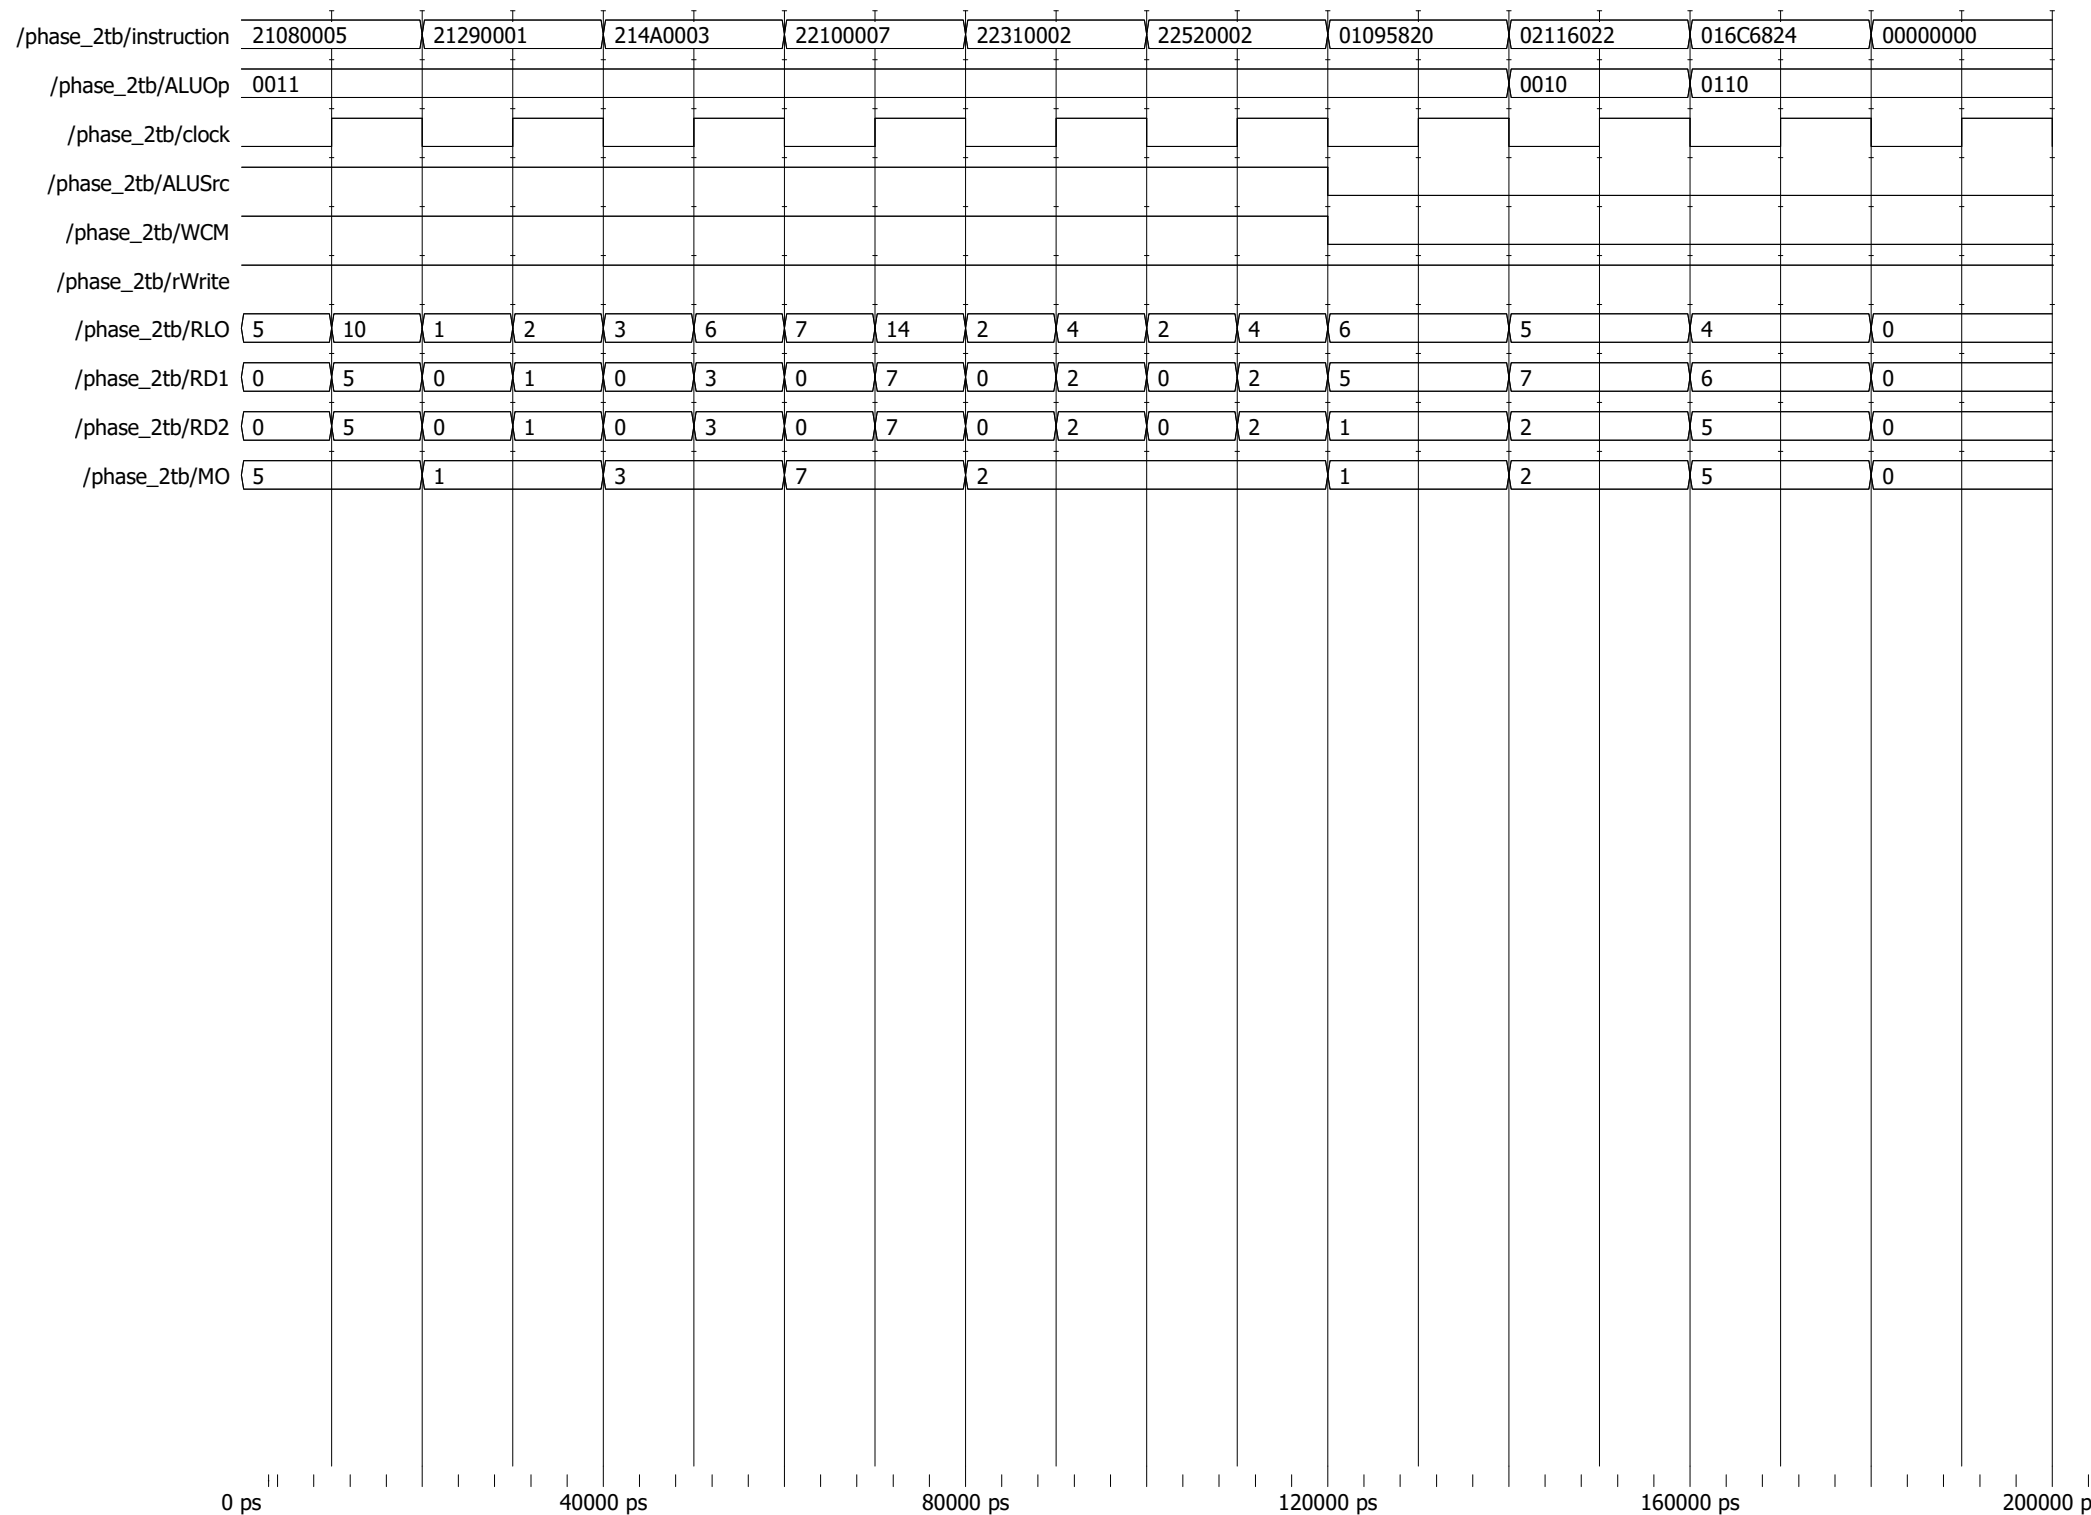 /phase_2tb/instruction 21080005 21290001 214A0003 22100007 22310002 22520002 01095820 02116022 016C6824 00000000
/phase_2tb/ALUOp 0011 0010 0110
/phase_2tb/clock
/phase_2tb/ALUSrc
/phase_2tb/WCM
/phase_2tb/rWrite
/phase_2tb/RLO 5 10 1 2 3 6 7 14 2 4 2 4 6 5 4 0
/phase_2tb/RD1 0 5 0 1 0 3 0 7 0 2 0 2 5 7 6 0
/phase_2tb/RD2 0 5 0 1 0 3 0 7 0 2 0 2 1 2 5 0
/phase_2tb/MO 5 1 3 7 2 1 2 5 0
0 ps 40000 ps 80000 ps 120000 ps 160000 ps 200000 p